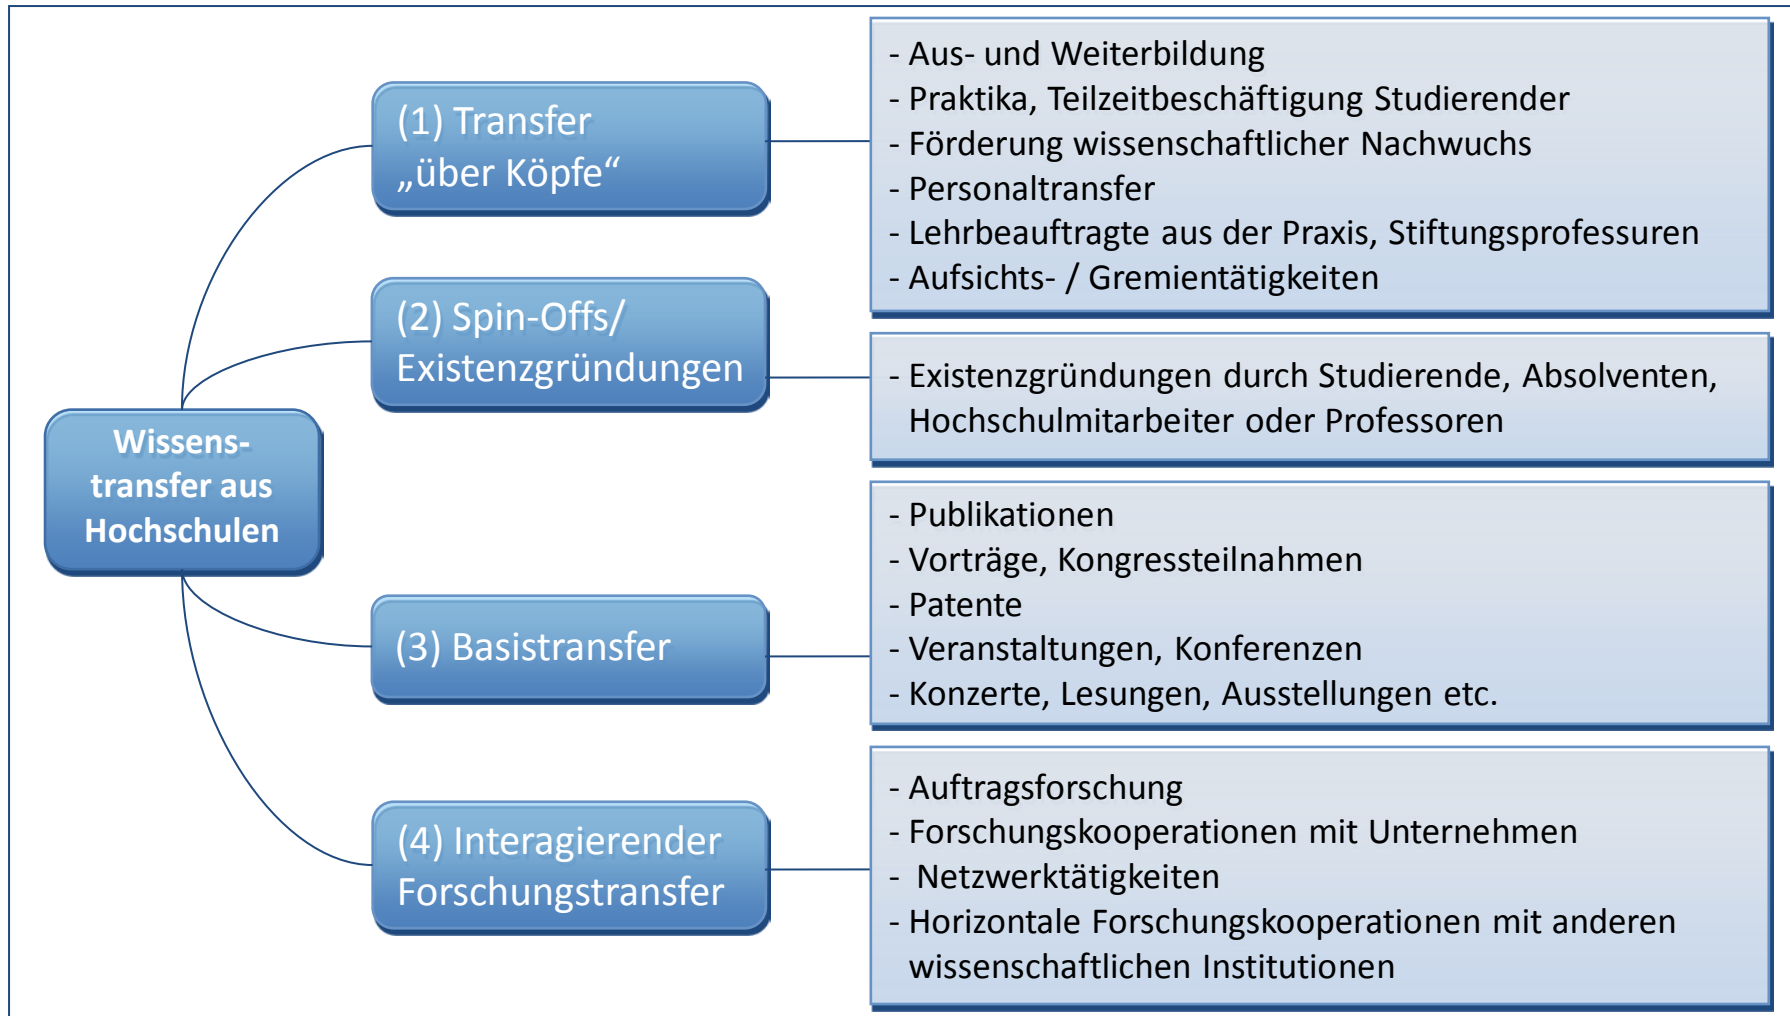 Wissens-
transfer aus
Hochschulen
(1) Transfer
„über Köpfe“
- Aus- und Weiterbildung
- Praktika, Teilzeitbeschäftigung Studierender
- Förderung wissenschaftlicher Nachwuchs
- Personaltransfer
- Lehrbeauftragte aus der Praxis, Stiftungsprofessuren
- Aufsichts- / Gremientätigkeiten
(2) Spin-Offs/
Existenzgründungen
- Existenzgründungen durch Studierende, Absolventen,
Hochschulmitarbeiter oder Professoren
(3) Basistransfer
- Publikationen
- Vorträge, Kongressteilnahmen
- Patente
- Veranstaltungen, Konferenzen
- Konzerte, Lesungen, Ausstellungen etc.
(4) Interagierender
Forschungstransfer
- Auftragsforschung
- Forschungskooperationen mit Unternehmen
- Netzwerktätigkeiten
- Horizontale Forschungskooperationen mit anderen
wissenschaftlichen Institutionen